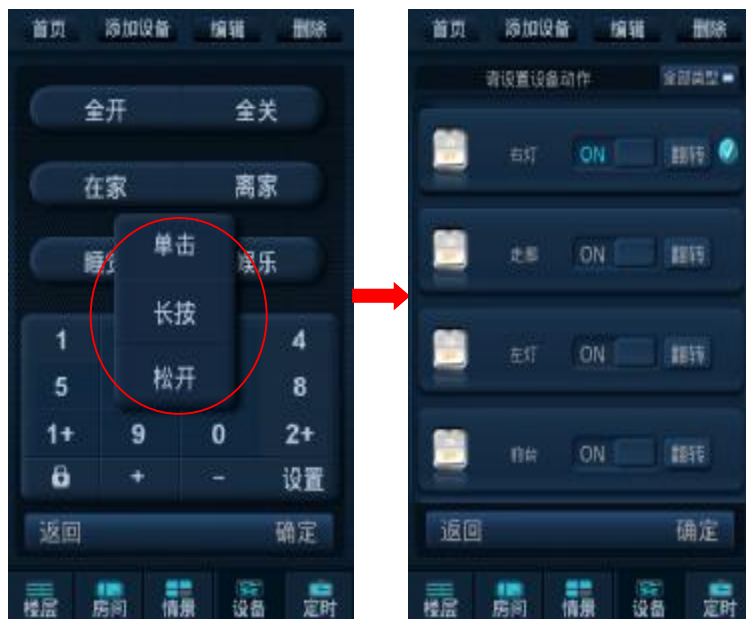 首页 添加设备 编辑 删除
全开 全关
在家 离家
娱乐
单击
长按
松开
1 4
5 8
1+ 9 0 2+
+ − 设置
返回 确定
楼层 房间 情景 设备 定时
首页 添加设备 编辑 删除
请设置设备动作 全部类型
右灯 ON 翻转
走廊 ON 翻转
左灯 ON 翻转
前台 ON 翻转
返回 确定
楼层 房间 情景 设备 定时